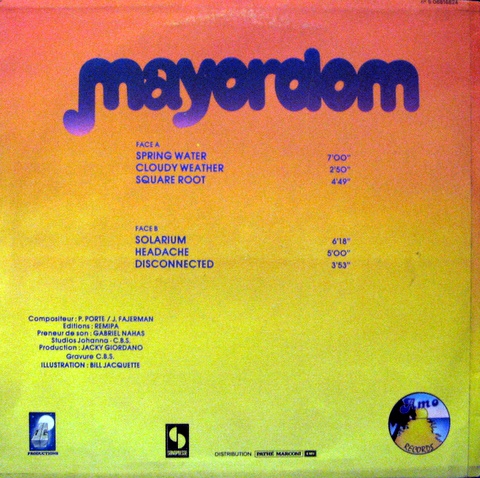 mayordom
FACE A
SPRING WATER 7'00"
CLOUDY WEATHER 2'50"
SQUARE ROOT 4'49"
FACE B
SOLARIUM 6'18"
HEADACHE 5'00"
DISCONNECTED 3'53"
Compositeur : P. PORTE / J. FAJERMAN
Editions : REMIPA
Preneur de son : GABRIEL NAHAS
Studios Johanna - C.B.S.
Production : JACKY GIORDANO
Gravure C.B.S.
ILLUSTRATION : BILL JACQUETTE
PRODUCTIONS
SONOPRESSE
DISTRIBUTION PATHÉ MARCONI EMI
RECORDS